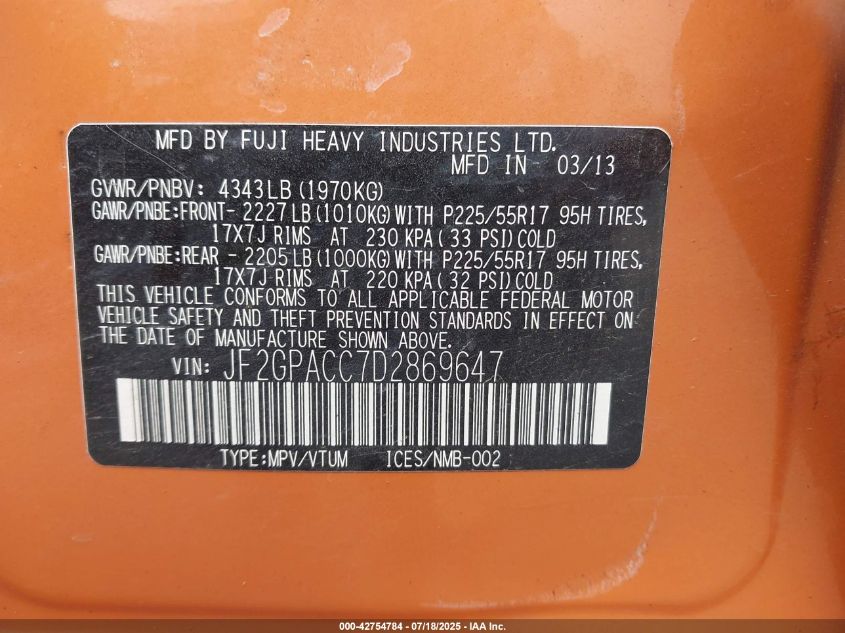 MFD BY FUJI HEAVY INDUSTRIES LTD.
MFD IN 03/13
GVWR/PNBV: 4343LB (1970KG)
GAWR/PNBE:FRONT- 2227LB (1010KG) WITH P225/55R17 95H TIRES,
17X7J RIMS AT 230 KPA (33 PSI) COLD
GAWR/PNBE:REAR - 2205LB (1000KG) WITH P225/55R17 95H TIRES,
17X7J RIMS AT 220 KPA (32 PSI) COLD
THIS VEHICLE CONFORMS TO ALL APPLICABLE FEDERAL MOTOR
VEHICLE SAFETY AND THEFT PREVENTION STANDARDS IN EFFECT ON
THE DATE OF MANUFACTURE SHOWN ABOVE.
VIN: JF2GPACC7D2869647
TYPE:MPV/VTUM ICES/NMB-002
000-42754784 - 07/18/2025 - IAA Inc.